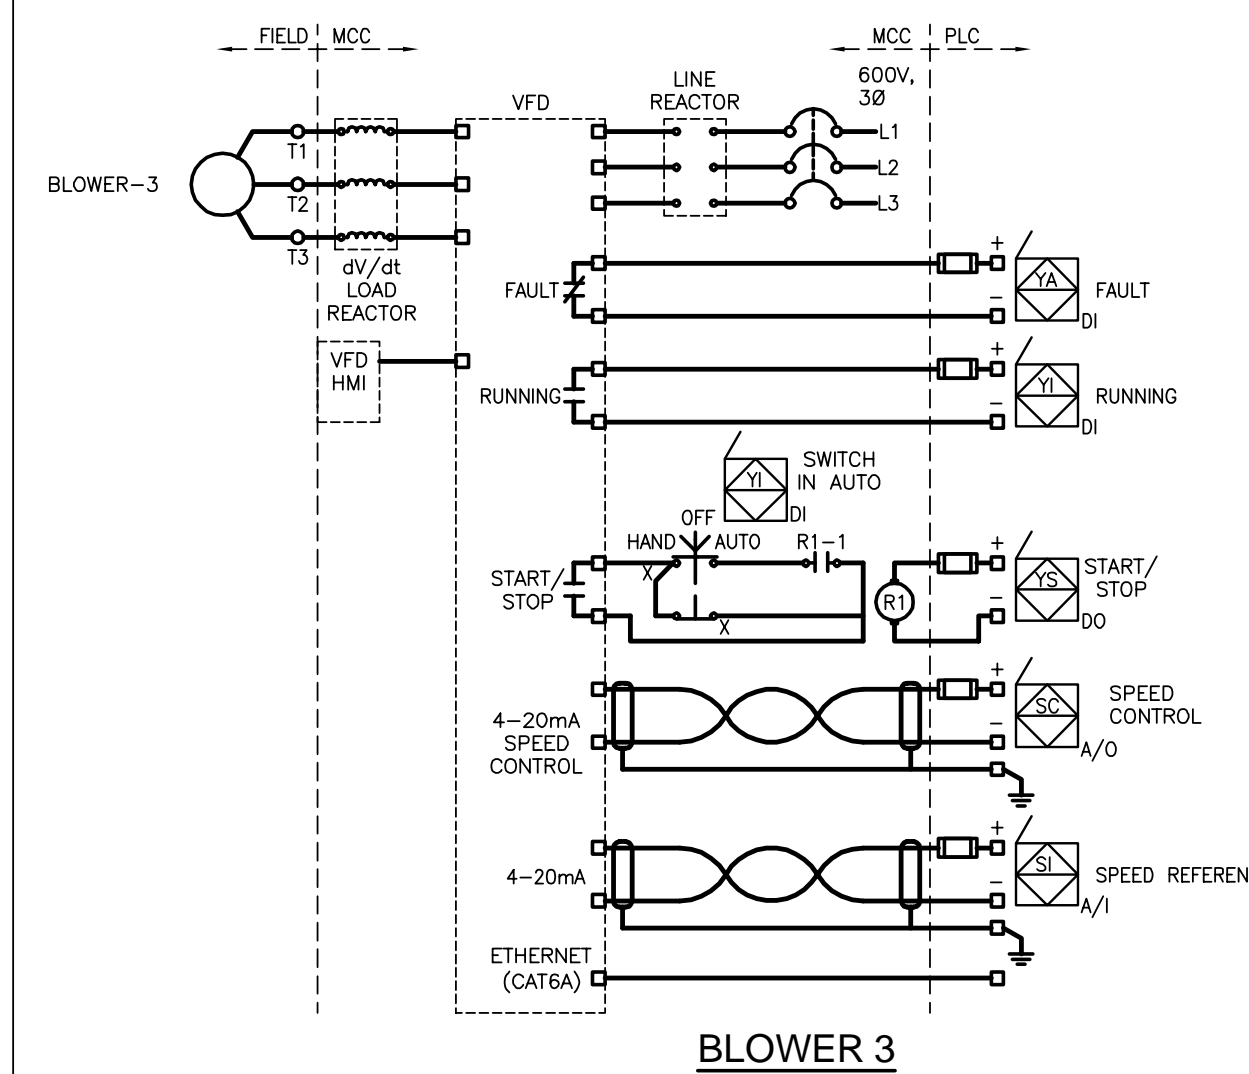 FIELD MCC
MCC PLC
600V,
3Ø
LINE
REACTOR
VFD
L1
L2
L3
T1
T2
T3
BLOWER-3
dV/dt
LOAD
REACTOR
FAULT
+
YA
FAULT
-
DI
VFD
HMI
RUNNING
+
YI
RUNNING
-
DI
SWITCH
IN AUTO
YI
DI
OFF
HAND AUTO
R1-1
X
X
START/
STOP
R1
+
YS
START/
STOP
-
DO
4-20mA
SPEED
CONTROL
+
SC
SPEED
CONTROL
-
A/O
4-20mA
+
SI
SPEED REFEREN
-
A/I
ETHERNET
(CAT6A)
BLOWER 3